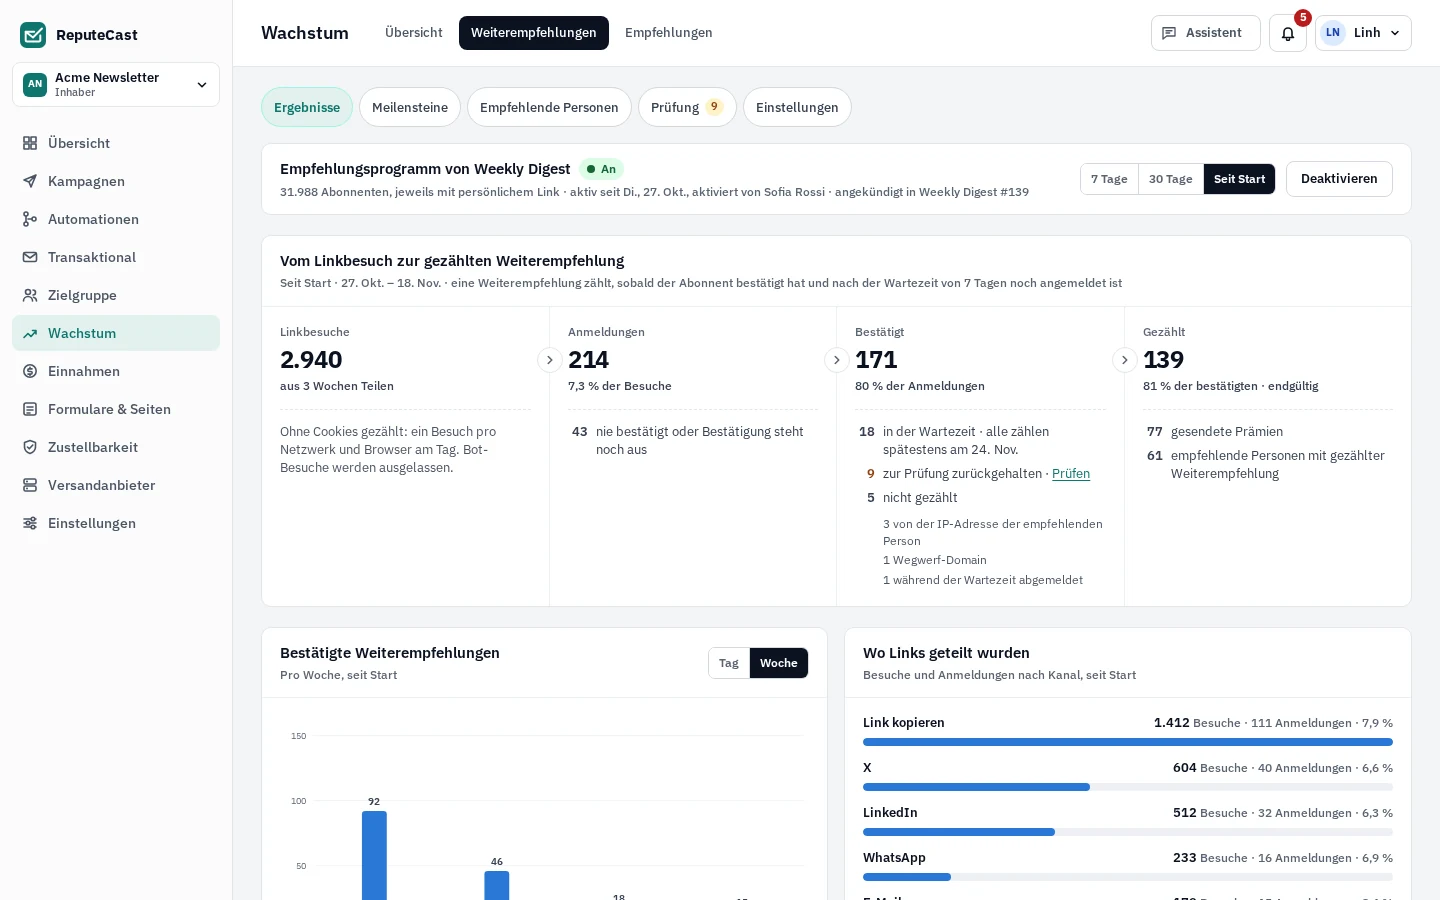 ReputeCast
AN
Acme Newsletter
Inhaber
Übersicht
Kampagnen
Automationen
Transaktional
Zielgruppe
Wachstum
Einnahmen
Formulare & Seiten
Zustellbarkeit
Versandanbieter
Einstellungen
Wachstum
Übersicht
Weiterempfehlungen
Empfehlungen
Assistent
5
LN
Linh
Ergebnisse
Meilensteine
Empfehlende Personen
Prüfung 9
Einstellungen
Empfehlungsprogramm von Weekly Digest
An
31.988 Abonnenten, jeweils mit persönlichem Link · aktiv seit Di., 27. Okt., aktiviert von Sofia Rossi · angekündigt in Weekly Digest #139
7 Tage
30 Tage
Seit Start
Deaktivieren
Vom Linkbesuch zur gezählten Weiterempfehlung
Seit Start · 27. Okt. – 18. Nov. · eine Weiterempfehlung zählt, sobald der Abonnent bestätigt hat und nach der Wartezeit von 7 Tagen noch angemeldet ist
Linkbesuche
2.940
aus 3 Wochen Teilen
Ohne Cookies gezählt: ein Besuch pro
Netzwerk und Browser am Tag. Bot-
Besuche werden ausgelassen.
Anmeldungen
214
7,3 % der Besuche
43 nie bestätigt oder Bestätigung steht
noch aus
Bestätigt
171
80 % der Anmeldungen
18 in der Wartezeit · alle zählen
spätestens am 24. Nov.
9 zur Prüfung zurückgehalten · Prüfen
5 nicht gezählt
3 von der IP-Adresse der empfehlenden
Person
1 Wegwerf-Domain
1 während der Wartezeit abgemeldet
Gezählt
139
81 % der bestätigten · endgültig
77 gesendete Prämien
61 empfehlende Personen mit gezählter
Weiterempfehlung
Bestätigte Weiterempfehlungen
Pro Woche, seit Start
Tag
Woche
150
100
50
92
46
18
Wo Links geteilt wurden
Besuche und Anmeldungen nach Kanal, seit Start
Link kopieren
1.412 Besuche · 111 Anmeldungen · 7,9 %
X
604 Besuche · 40 Anmeldungen · 6,6 %
LinkedIn
512 Besuche · 32 Anmeldungen · 6,3 %
WhatsApp
233 Besuche · 16 Anmeldungen · 6,9 %